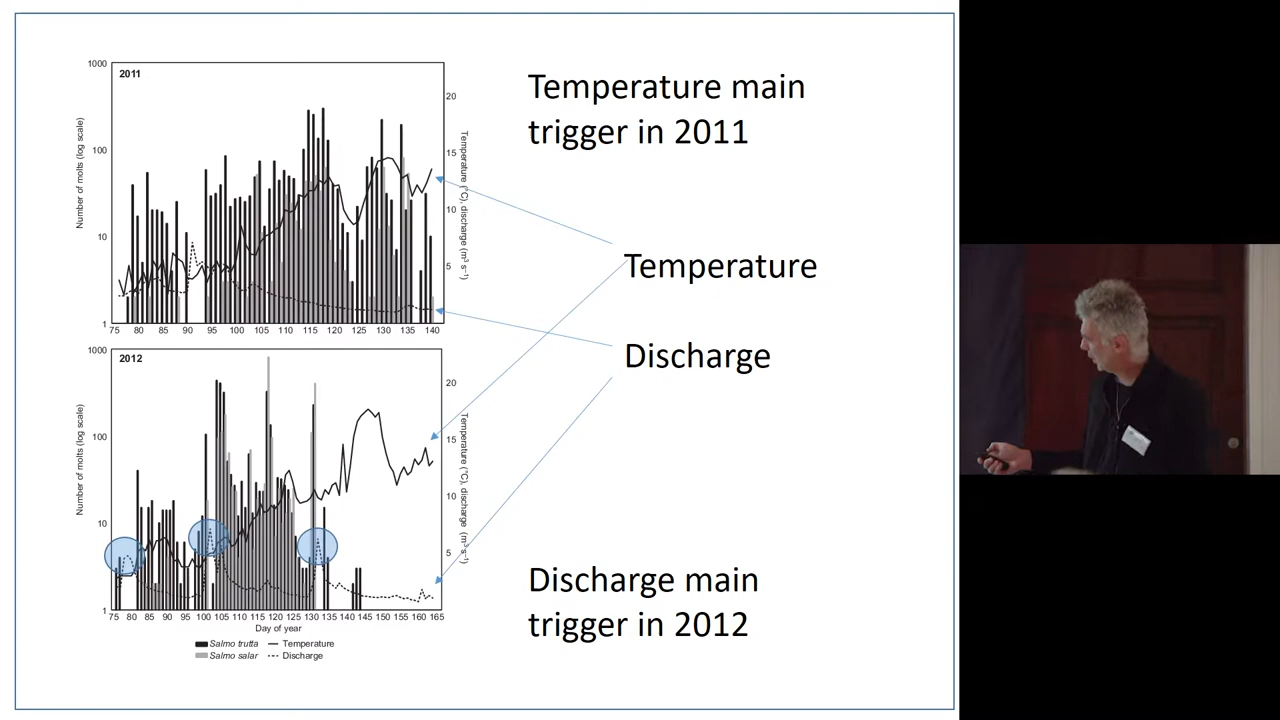 1000
2011
20
Temperature main
trigger in 2011
100
15
10
10
5
1
75 80 85 90 95 100 105 110 115 120 125 130 135 140
Number of molts (log scale)
Temperature (°C), discharge (m³ s⁻¹)
Temperature
Discharge
1000
2012
20
100
15
10
10
5
1
75 80 85 90 95 100 105 110 115 120 125 130 135 140 145 150 155 160 165
Number of molts (log scale)
Temperature (°C), discharge (m³ s⁻¹)
Day of year
Salmo trutta Temperature
Salmo salar Discharge
Discharge main
trigger in 2012